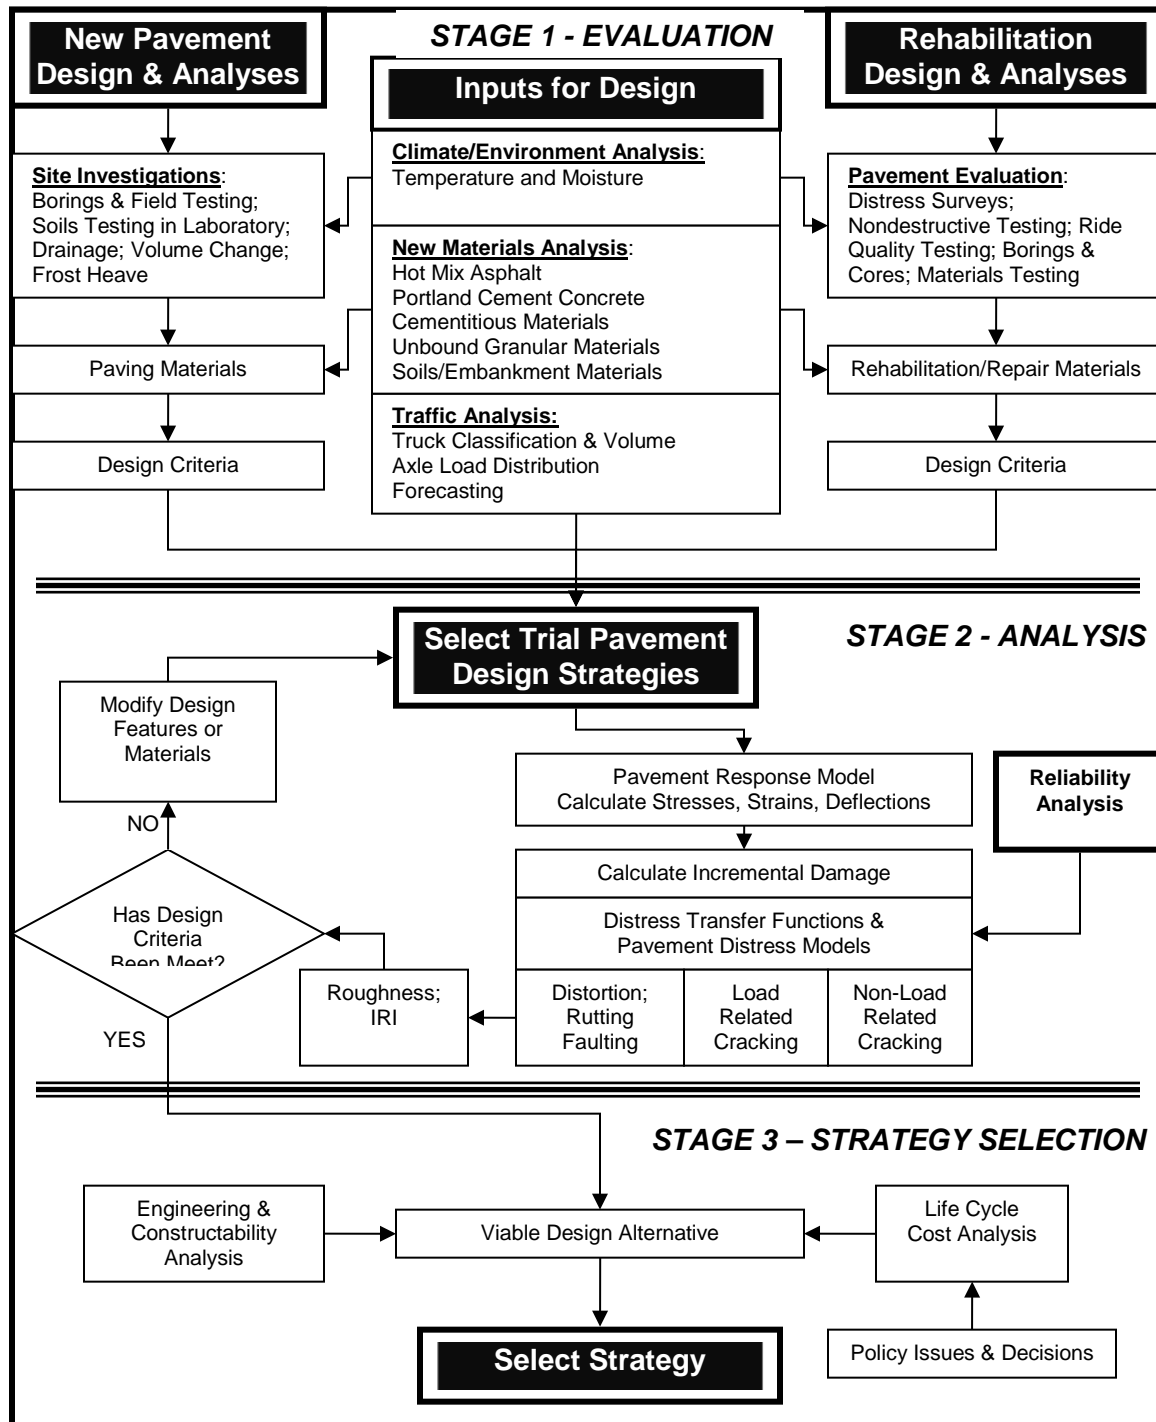 New Pavement
Design & Analyses
STAGE 1 - EVALUATION
Rehabilitation
Design & Analyses
Inputs for Design
Site Investigations:
Borings & Field Testing;
Soils Testing in Laboratory;
Drainage; Volume Change;
Frost Heave
Climate/Environment Analysis:
Temperature and Moisture
Pavement Evaluation:
Distress Surveys;
Nondestructive Testing; Ride
Quality Testing; Borings &
Cores; Materials Testing
New Materials Analysis:
Hot Mix Asphalt
Portland Cement Concrete
Cementitious Materials
Unbound Granular Materials
Soils/Embankment Materials
Paving Materials
Rehabilitation/Repair Materials
Traffic Analysis:
Truck Classification & Volume
Axle Load Distribution
Forecasting
Design Criteria
Design Criteria
STAGE 2 - ANALYSIS
Select Trial Pavement
Design Strategies
Modify Design
Features or
Materials
Pavement Response Model
Calculate Stresses, Strains, Deflections
Reliability
Analysis
NO
Calculate Incremental Damage
Has Design
Criteria
Been Meet?
Distress Transfer Functions &
Pavement Distress Models
Roughness;
IRI
Distortion;
Rutting
Faulting
Load
Related
Cracking
Non-Load
Related
Cracking
YES
STAGE 3 – STRATEGY SELECTION
Engineering &
Constructability
Analysis
Viable Design Alternative
Life Cycle
Cost Analysis
Select Strategy
Policy Issues & Decisions